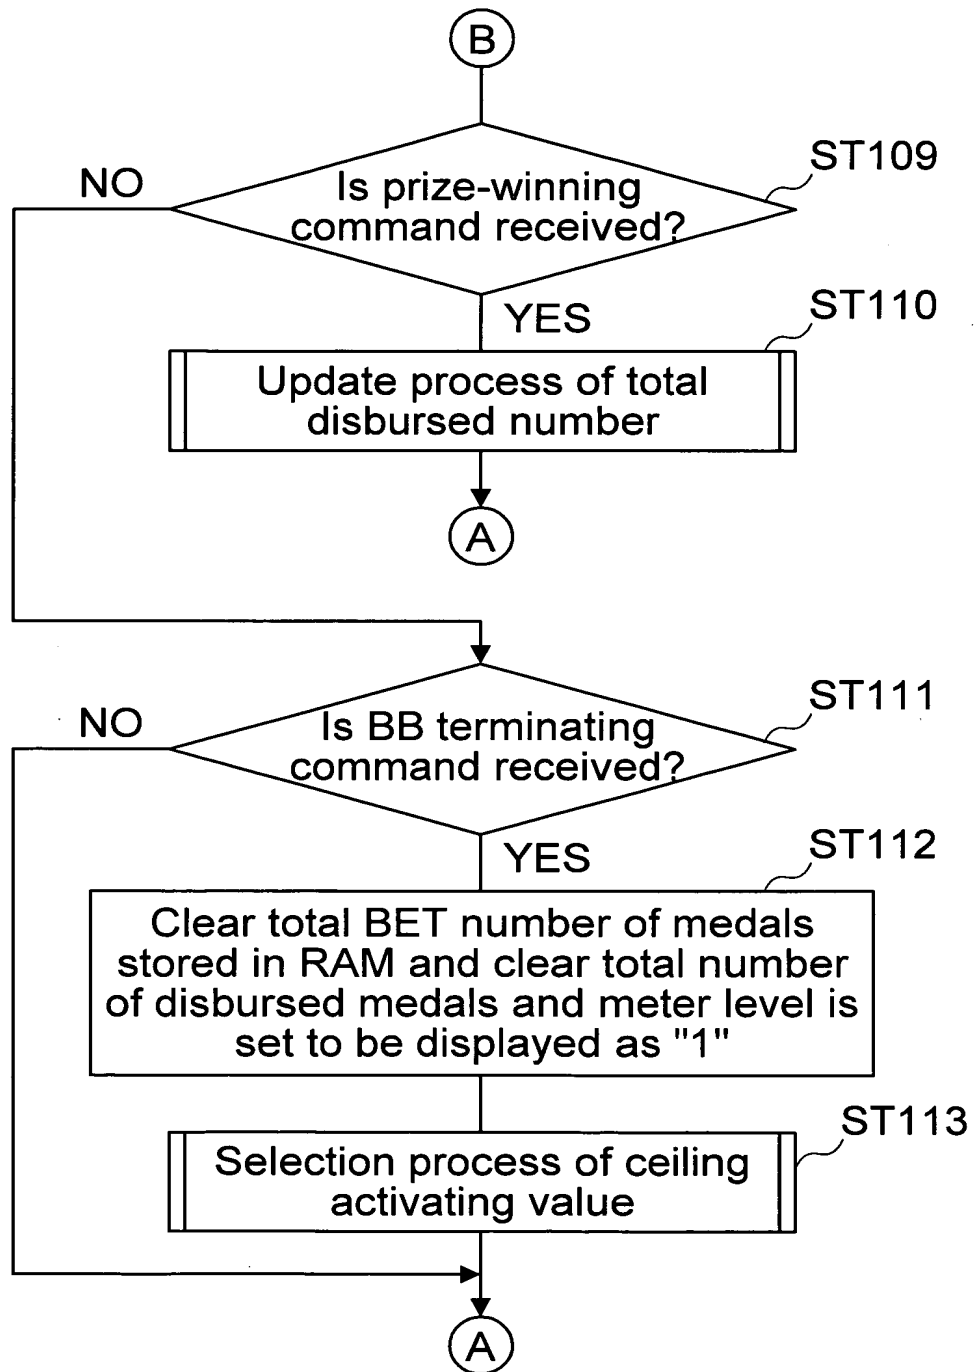 B
ST109
NO
Is prize-winning
command received?
YES
ST110
Update process of total
disbursed number
A
ST111
NO
Is BB terminating
command received?
YES
ST112
Clear total BET number of medals
stored in RAM and clear total number
of disbursed medals and meter level is
set to be displayed as "1"
ST113
Selection process of ceiling
activating value
A